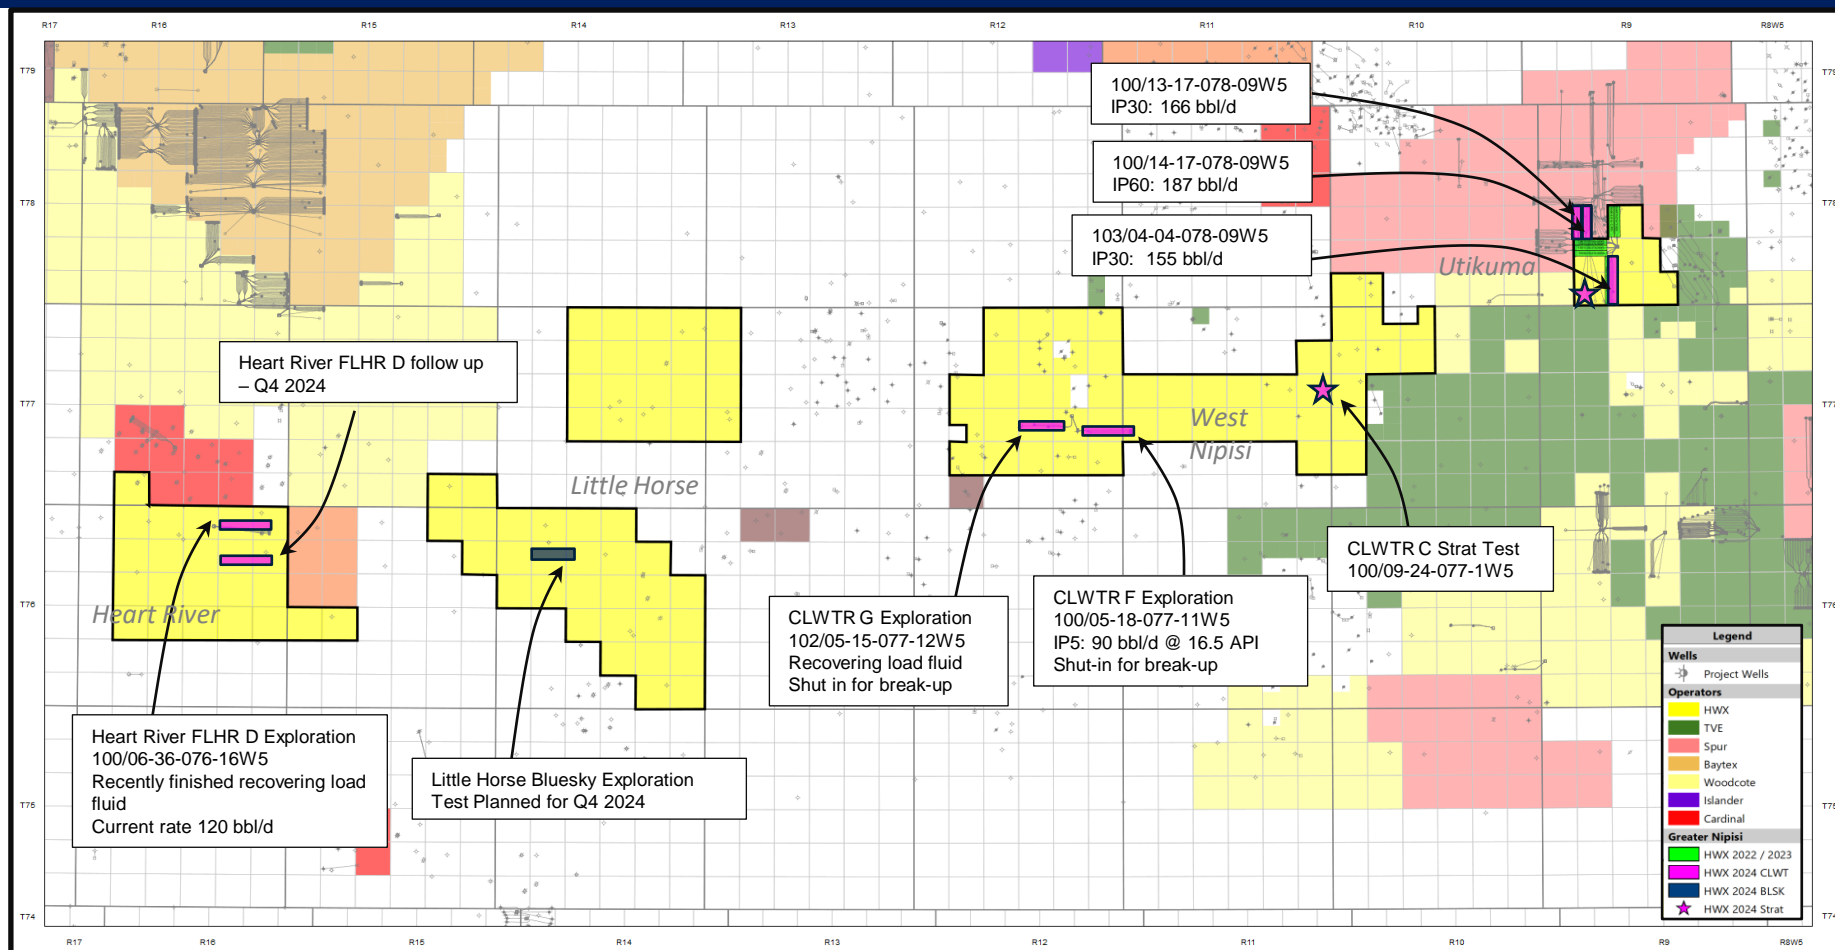 R17 R16 R15 R14 R13 R12 R11 R10 R9 R8W5
T79
T79
100/13-17-078-09W5
IP30: 166 bbl/d
100/14-17-078-09W5
IP60: 187 bbl/d
T78
T78
103/04-04-078-09W5
IP30: 155 bbl/d
Utikuma
Heart River FLHR D follow up
– Q4 2024
T77
T77
West
Nipisi
Little Horse
CLWTR C Strat Test
100/09-24-077-1W5
T76
T76
Heart River
CLWTR G Exploration
102/05-15-077-12W5
Recovering load fluid
Shut in for break-up
CLWTR F Exploration
100/05-18-077-11W5
IP5: 90 bbl/d @ 16.5 API
Shut-in for break-up
Heart River FLHR D Exploration
100/06-36-076-16W5
Recently finished recovering load
fluid
Current rate 120 bbl/d
Little Horse Bluesky Exploration
Test Planned for Q4 2024
T75
T75
Legend
Wells
Project Wells
Operators
HWX
TVE
Spur
Baytex
Woodcote
Islander
Cardinal
Greater Nipisi
HWX 2022 / 2023
HWX 2024 CLWT
HWX 2024 BLSK
HWX 2024 Strat
T74
T74
R17 R16 R15 R14 R13 R12 R11 R10 R9 R8W5